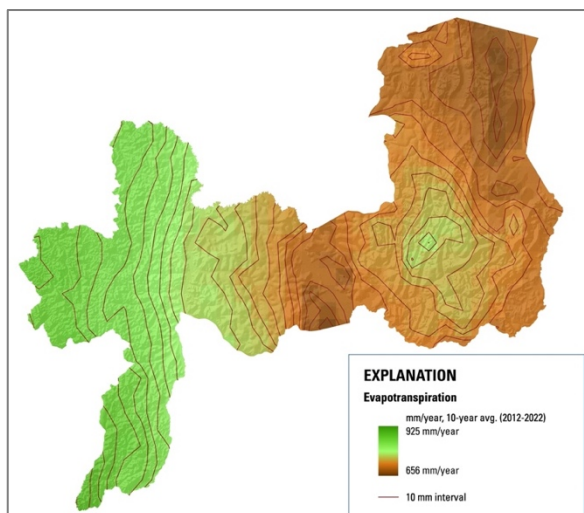 EXPLANATION
Evapotranspiration
mm/year, 10-year avg. (2012-2022)
925 mm/year
656 mm/year
10 mm interval